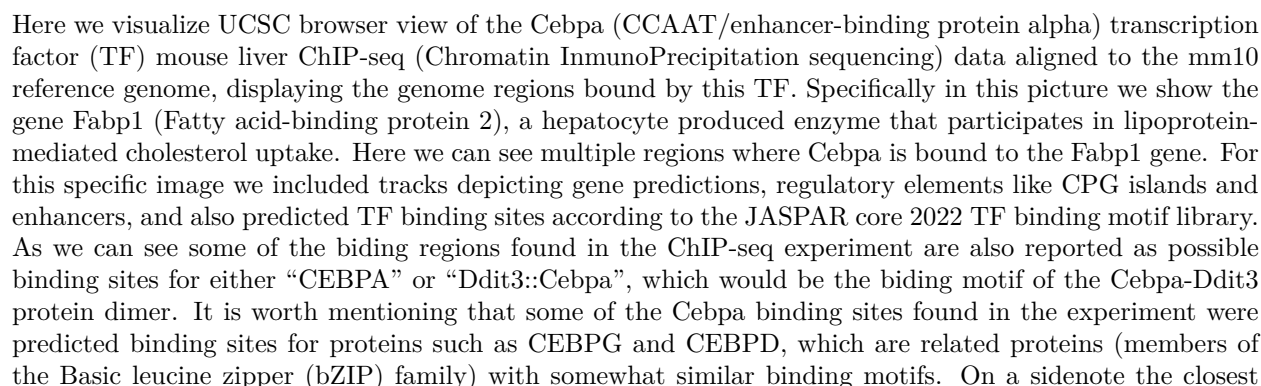 Here we visualize UCSC browser view of the Cebpa (CCAAT/enhancer-binding protein alpha) transcription
factor (TF) mouse liver ChIP-seq (Chromatin InmunoPrecipitation sequencing) data aligned to the mm10
reference genome, displaying the genome regions bound by this TF. Specifically in this picture we show the
gene Fabp1 (Fatty acid-binding protein 2), a hepatocyte produced enzyme that participates in lipoprotein-
mediated cholesterol uptake. Here we can see multiple regions where Cebpa is bound to the Fabp1 gene. For
this specific image we included tracks depicting gene predictions, regulatory elements like CPG islands and
enhancers, and also predicted TF binding sites according to the JASPAR core 2022 TF binding motif library.
As we can see some of the biding regions found in the ChIP-seq experiment are also reported as possible
binding sites for either “CEBPA” or “Ddit3::Cebpa”, which would be the biding motif of the Cebpa-Ddit3
protein dimer. It is worth mentioning that some of the Cebpa binding sites found in the experiment were
predicted binding sites for proteins such as CEBPG and CEBPD, which are related proteins (members of
the Basic leucine zipper (bZIP) family) with somewhat similar binding motifs. On a sidenote the closest